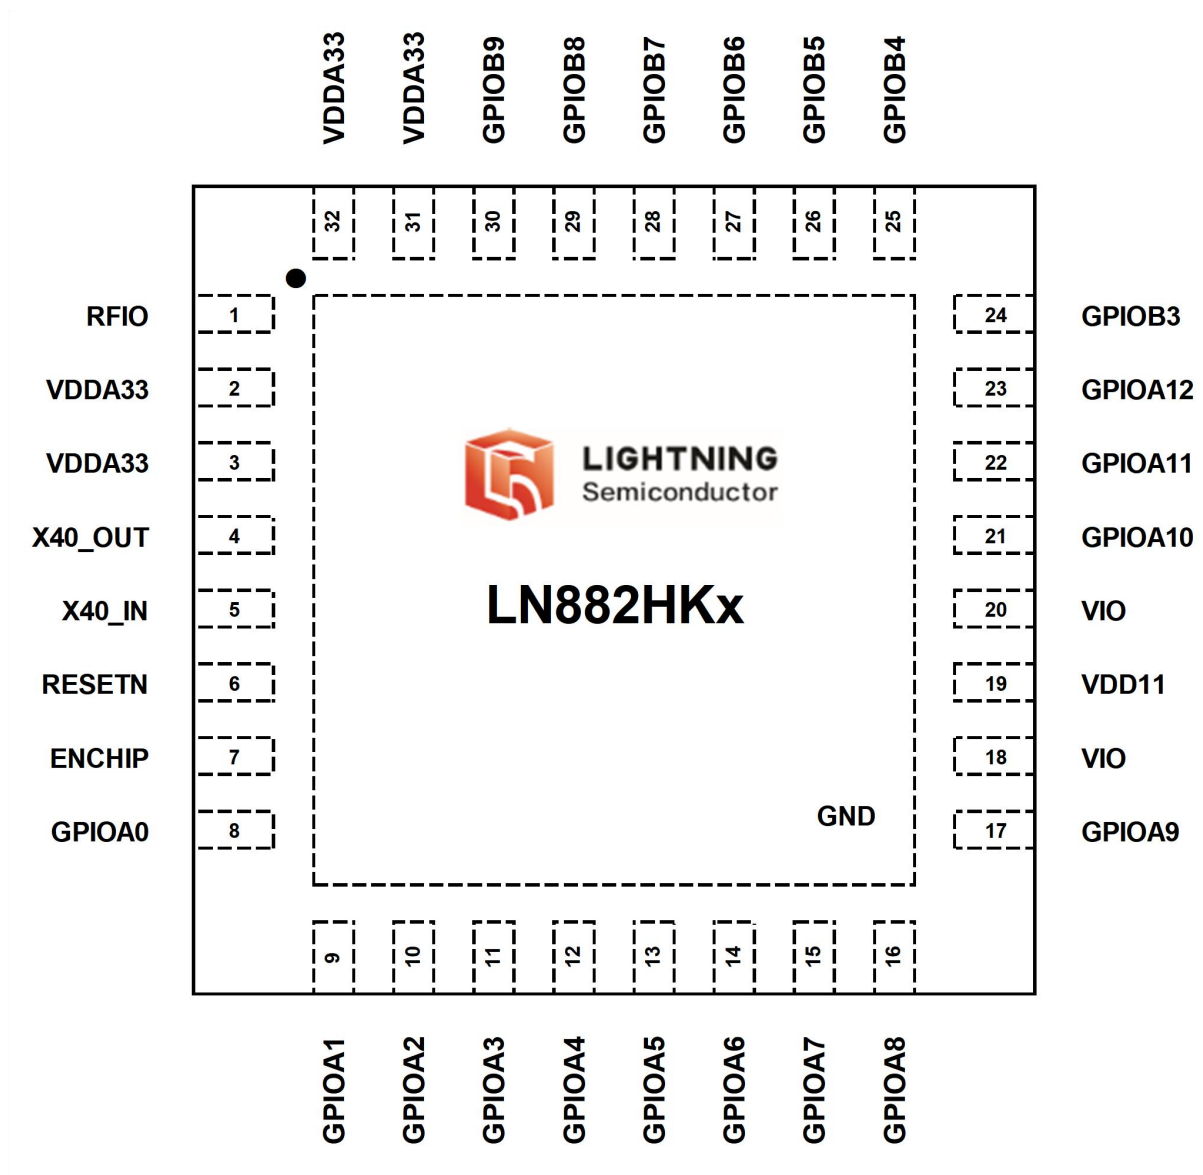 VDDA33 VDDA33 GPIOB9 GPIOB8 GPIOB7 GPIOB6 GPIOB5 GPIOB4
32 31 30 29 28 27 26 25
RFIO 1 24 GPIOB3
VDDA33 2 23 GPIOA12
VDDA33 3 22 GPIOA11
LIGHTNING
Semiconductor
X40_OUT 4 21 GPIOA10
LN882HKx
X40_IN 5 20 VIO
RESETN 6 19 VDD11
ENCHIP 7 18 VIO
GND
GPIOA0 8 17 GPIOA9
9 10 11 12 13 14 15 16
GPIOA1 GPIOA2 GPIOA3 GPIOA4 GPIOA5 GPIOA6 GPIOA7 GPIOA8